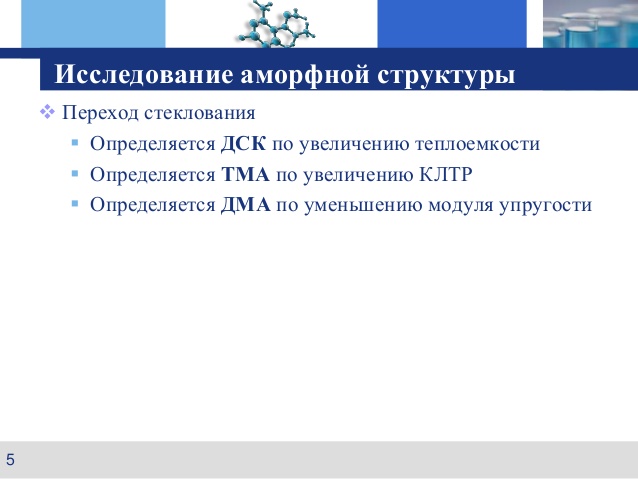 Исследование аморфной структуры
Переход стеклования
Определяется ДСК по увеличению теплоемкости
Определяется ТМА по увеличению КЛТР
Определяется ДМА по уменьшению модуля упругости
5